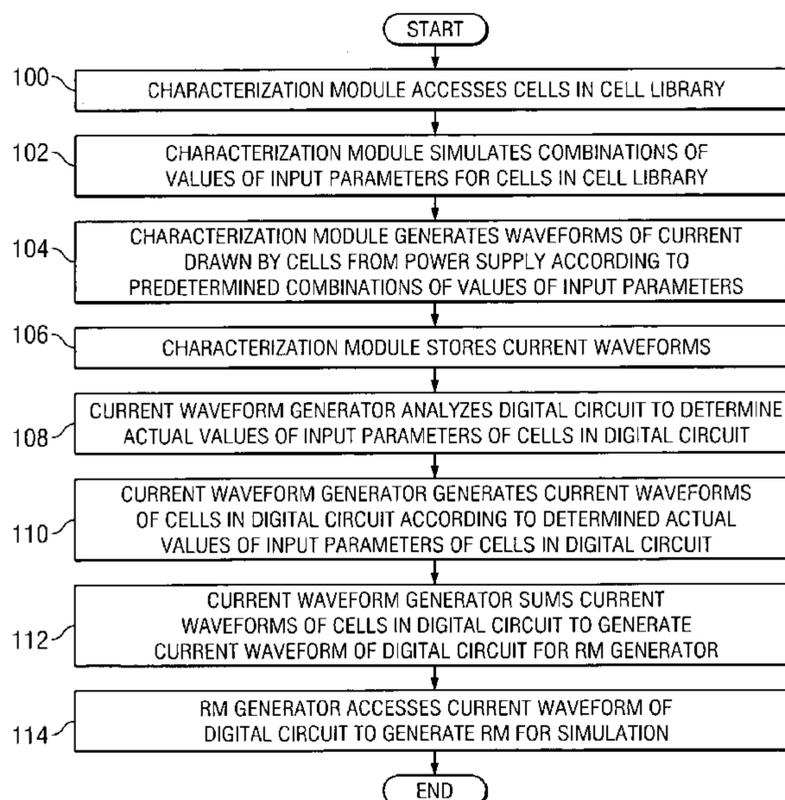 START
100
CHARACTERIZATION MODULE ACCESSES CELLS IN CELL LIBRARY
102
CHARACTERIZATION MODULE SIMULATES COMBINATIONS OF
VALUES OF INPUT PARAMETERS FOR CELLS IN CELL LIBRARY
104
CHARACTERIZATION MODULE GENERATES WAVEFORMS OF CURRENT
DRAWN BY CELLS FROM POWER SUPPLY ACCORDING TO
PREDETERMINED COMBINATIONS OF VALUES OF INPUT PARAMETERS
106
CHARACTERIZATION MODULE STORES CURRENT WAVEFORMS
108
CURRENT WAVEFORM GENERATOR ANALYZES DIGITAL CIRCUIT TO DETERMINE
ACTUAL VALUES OF INPUT PARAMETERS OF CELLS IN DIGITAL CIRCUIT
110
CURRENT WAVEFORM GENERATOR GENERATES CURRENT WAVEFORMS
OF CELLS IN DIGITAL CIRCUIT ACCORDING TO DETERMINED ACTUAL
VALUES OF INPUT PARAMETERS OF CELLS IN DIGITAL CIRCUIT
112
CURRENT WAVEFORM GENERATOR SUMS CURRENT
WAVEFORMS OF CELLS IN DIGITAL CIRCUIT TO GENERATE
CURRENT WAVEFORM OF DIGITAL CIRCUIT FOR RM GENERATOR
114
RM GENERATOR ACCESSES CURRENT WAVEFORM OF
DIGITAL CIRCUIT TO GENERATE RM FOR SIMULATION
END